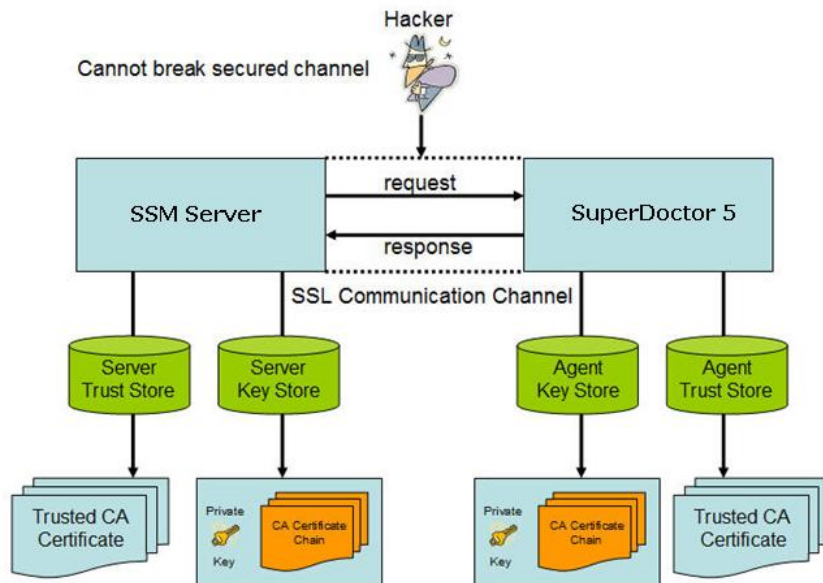 Hacker
Cannot break secured channel
SSM Server
request
response
SuperDoctor 5
SSL Communication Channel
Server
Trust Store
Server
Key Store
Agent
Key Store
Agent
Trust Store
Trusted CA
Certificate
Private
Key
CA Certificate
Chain
Private
Key
CA Certificate
Chain
Trusted CA
Certificate